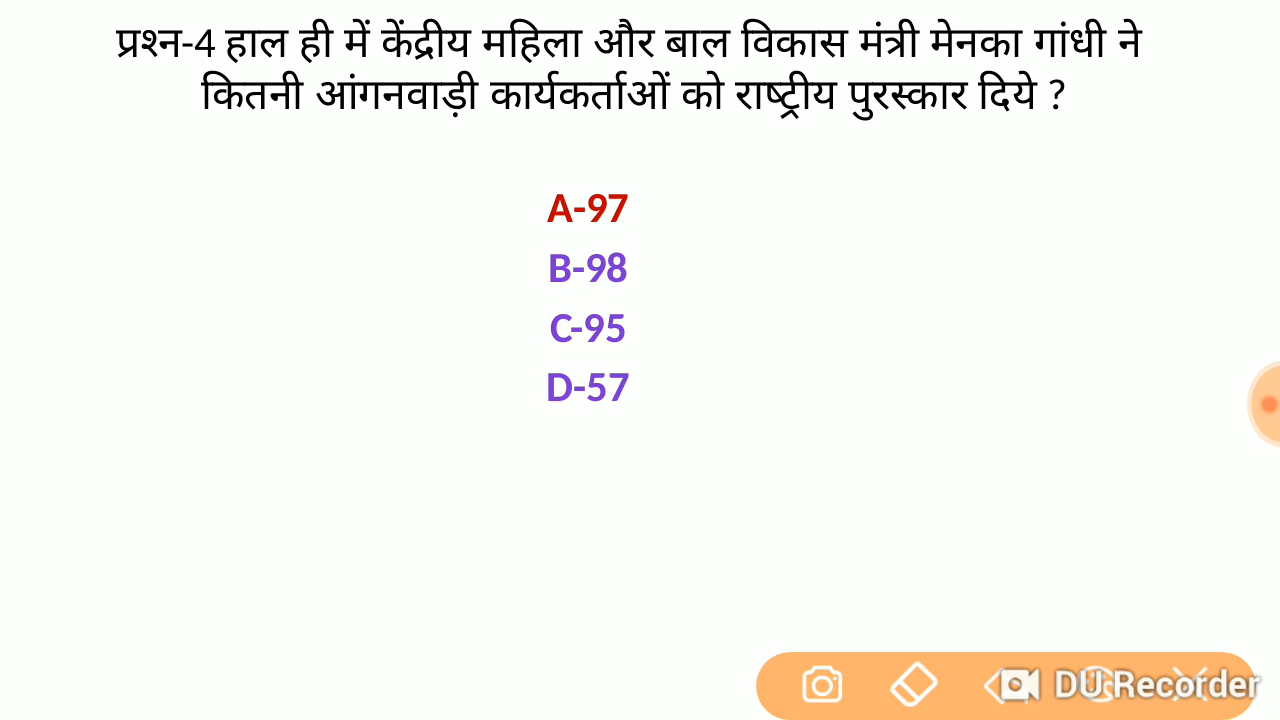 प्रश्न-4 हाल ही में केंद्रीय महिला और बाल विकास मंत्री मेनका गांधी ने
कितनी आंगनवाड़ी कार्यकर्ताओं को राष्ट्रीय पुरस्कार दिये ?
A-97
B-98
C-95
D-57
DU Recorder